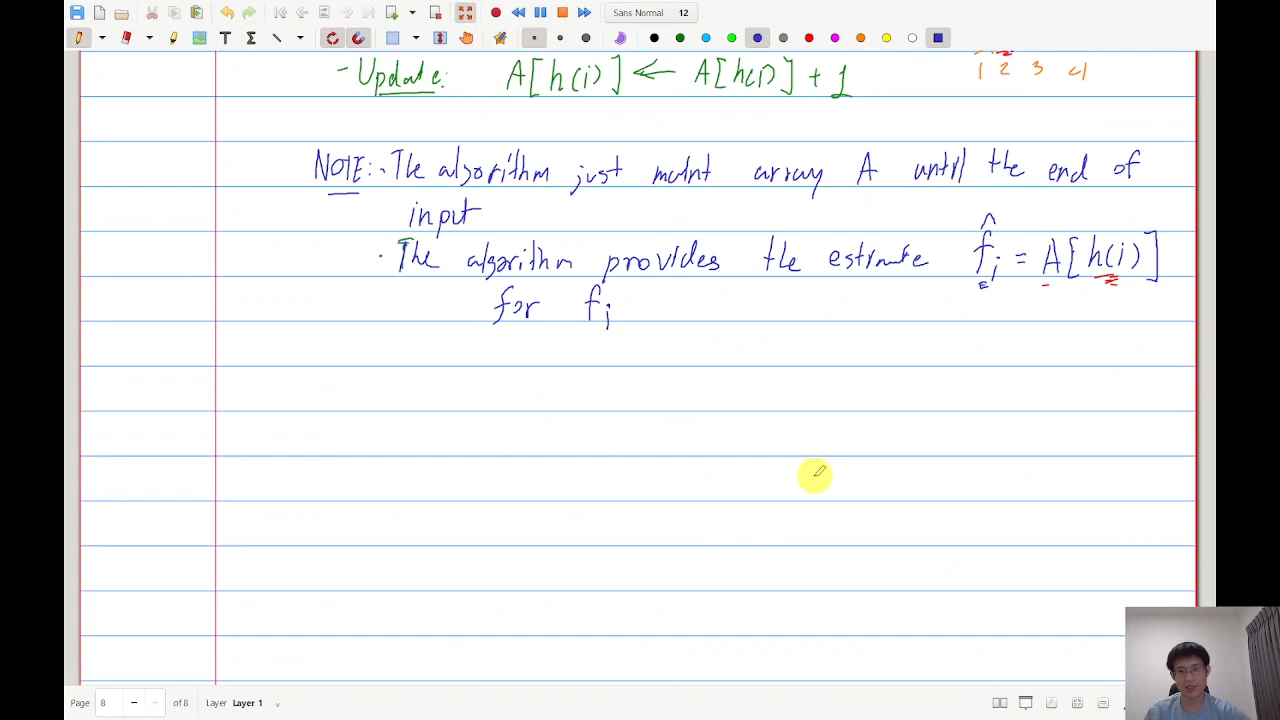 Sans Normal 12
- Update: A[h(i)] ← A[h(i)] + 1
1 2 3 4
NOTE: · The algorithm just maint array A until the end of
input
· The algorithm provides the estimate f̂i = A[h(i)]
for fi
Page 8 of 8 Layer Layer 1